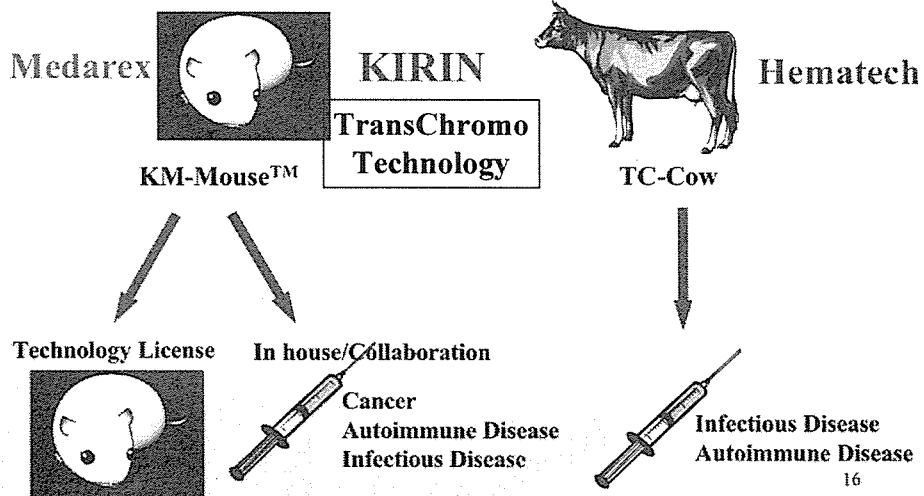 Medarex
KIRIN
Hematech
TransChromo
Technology
KM-Mouse™
TC-Cow
Technology License
In house/Collaboration
Cancer
Autoimmune Disease
Infectious Disease
Infectious Disease
Autoimmune Disease
16